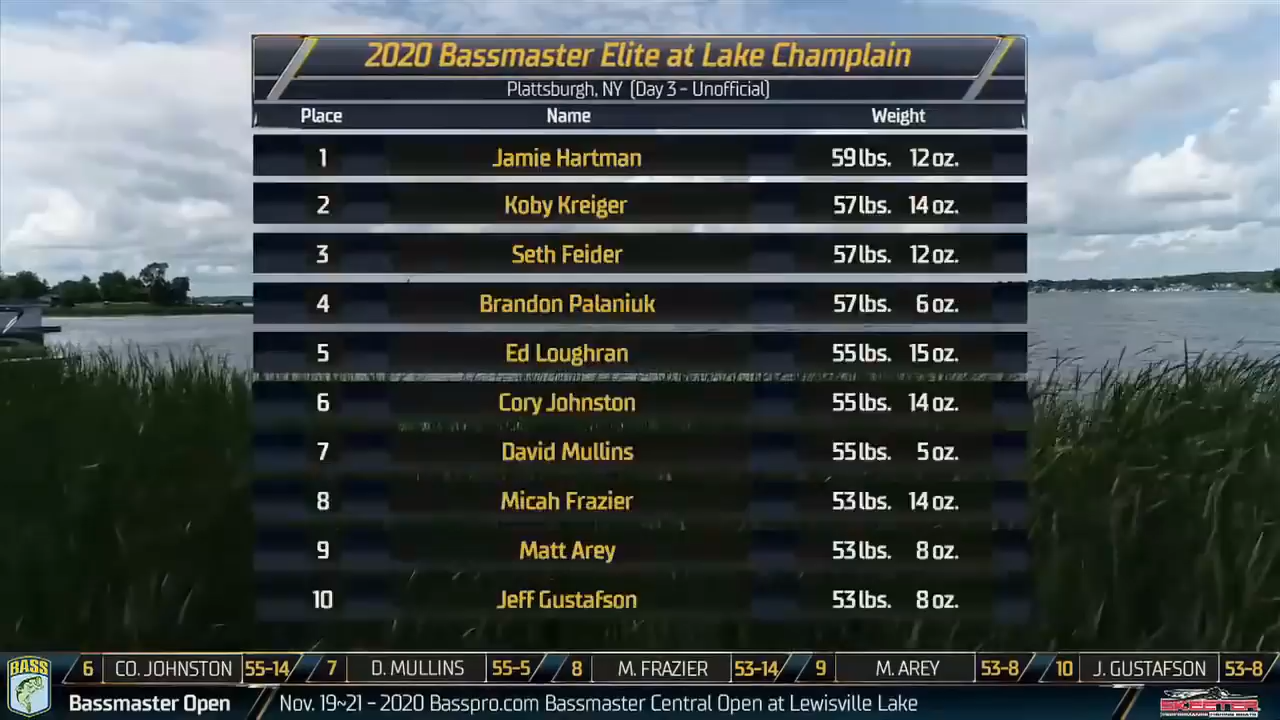 2020 Bassmaster Elite at Lake Champlain
Plattsburgh, NY (Day 3 - Unofficial)
Place Name Weight
1 Jamie Hartman 59 lbs. 12 oz.
2 Koby Kreiger 57 lbs. 14 oz.
3 Seth Feider 57 lbs. 12 oz.
4 Brandon Palaniuk 57 lbs. 6 oz.
5 Ed Loughran 55 lbs. 15 oz.
6 Cory Johnston 55 lbs. 14 oz.
7 David Mullins 55 lbs. 5 oz.
8 Micah Frazier 53 lbs. 14 oz.
9 Matt Arey 53 lbs. 8 oz.
10 Jeff Gustafson 53 lbs. 8 oz.
BASS 6 CO. JOHNSTON 55-14 7 D. MULLINS 55-5 8 M. FRAZIER 53-14 9 M. AREY 53-8 10 J. GUSTAFSON 53-8
Bassmaster Open Nov. 19~21 - 2020 Basspro.com Bassmaster Central Open at Lewisville Lake
SKEETER